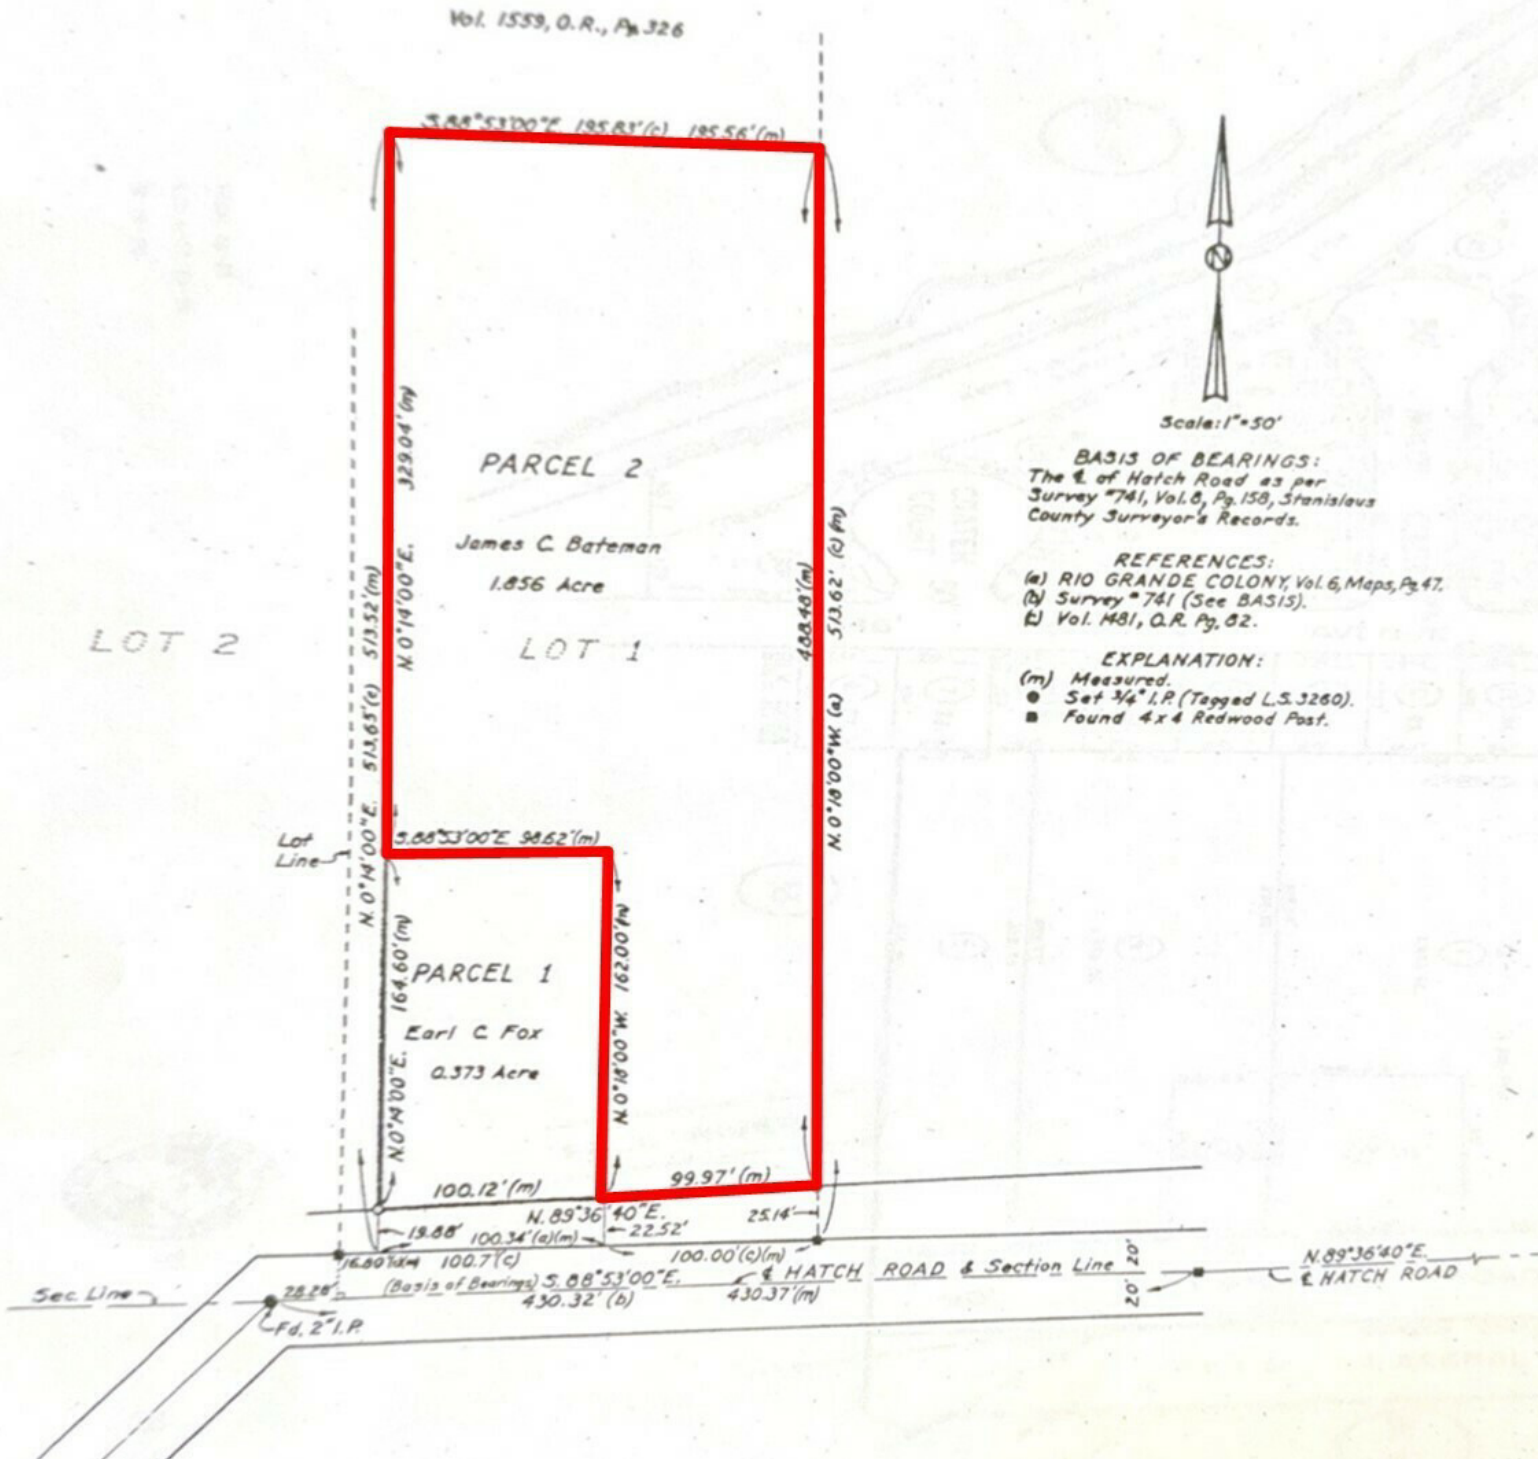 Vol. 1559, O.R., Pg. 326
S.88°53'00"E. 195.83'(c) 195.56'(m)
N.0°14'00"E. 329.04'(m)
N.0°14'00"E. 513.65'(c) 513.52'(m)
PARCEL 2
James C. Bateman
1.856 Acre
LOT 2
LOT 1
488.48'(m)
N.0°18'00"W. (a) 513.62' (c)(m)
Lot
Line
S.88°53'00"E. 98.62'(m)
N.0°14'00"E. 164.60'(m)
PARCEL 1
Earl C. Fox
0.373 Acre
N.0°18'00"W. 162.00'(m)
100.12'(m)
99.97'(m)
N.89°36'40"E.
19.88'
100.34'(a)(m)
22.52'
25.14'
100.7'(c)
100.00'(c)(m)
(Basis of Bearings) S.88°53'00"E.
430.32' (b)
℄ HATCH ROAD & Section Line
430.37'(m)
20' 20'
N.89°36'40"E.
℄ HATCH ROAD
Sec. Line
28.28'
Fd. 2" I.P.
Scale: 1"=50'
BASIS OF BEARINGS:
The ℄ of Hatch Road as per
Survey #741, Vol. 8, Pg. 158, Stanislaus
County Surveyor's Records.
REFERENCES:
(a) RIO GRANDE COLONY, Vol. 6, Maps, Pg. 47.
(b) Survey #741 (See BASIS).
(c) Vol. 1481, O.R. Pg. 82.
EXPLANATION:
(m) Measured.
Set 3/4" I.P. (Tagged L.S. 3260).
Found 4x4 Redwood Post.